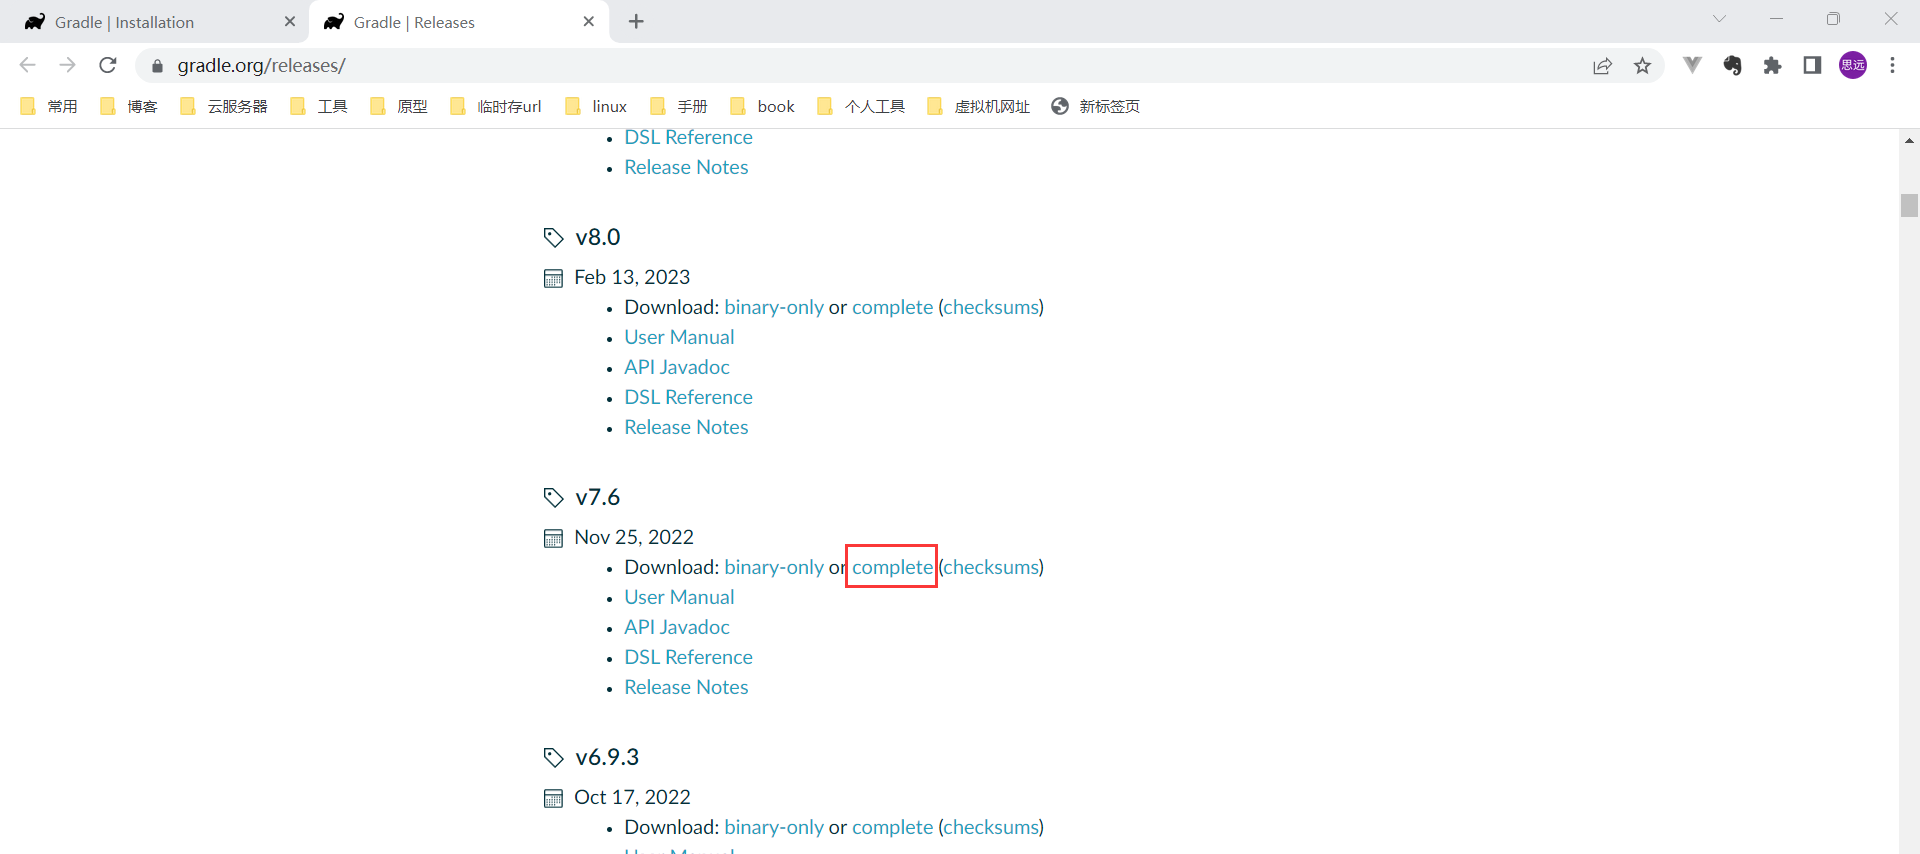 Gradle | Installation
Gradle | Releases
gradle.org/releases/
思远
常用 博客 云服务器 工具 原型 临时存url linux 手册 book 个人工具 虚拟机网址 新标签页
DSL Reference
Release Notes
v8.0
Feb 13, 2023
Download: binary-only or complete (checksums)
User Manual
API Javadoc
DSL Reference
Release Notes
v7.6
Nov 25, 2022
Download: binary-only or complete (checksums)
User Manual
API Javadoc
DSL Reference
Release Notes
v6.9.3
Oct 17, 2022
Download: binary-only or complete (checksums)